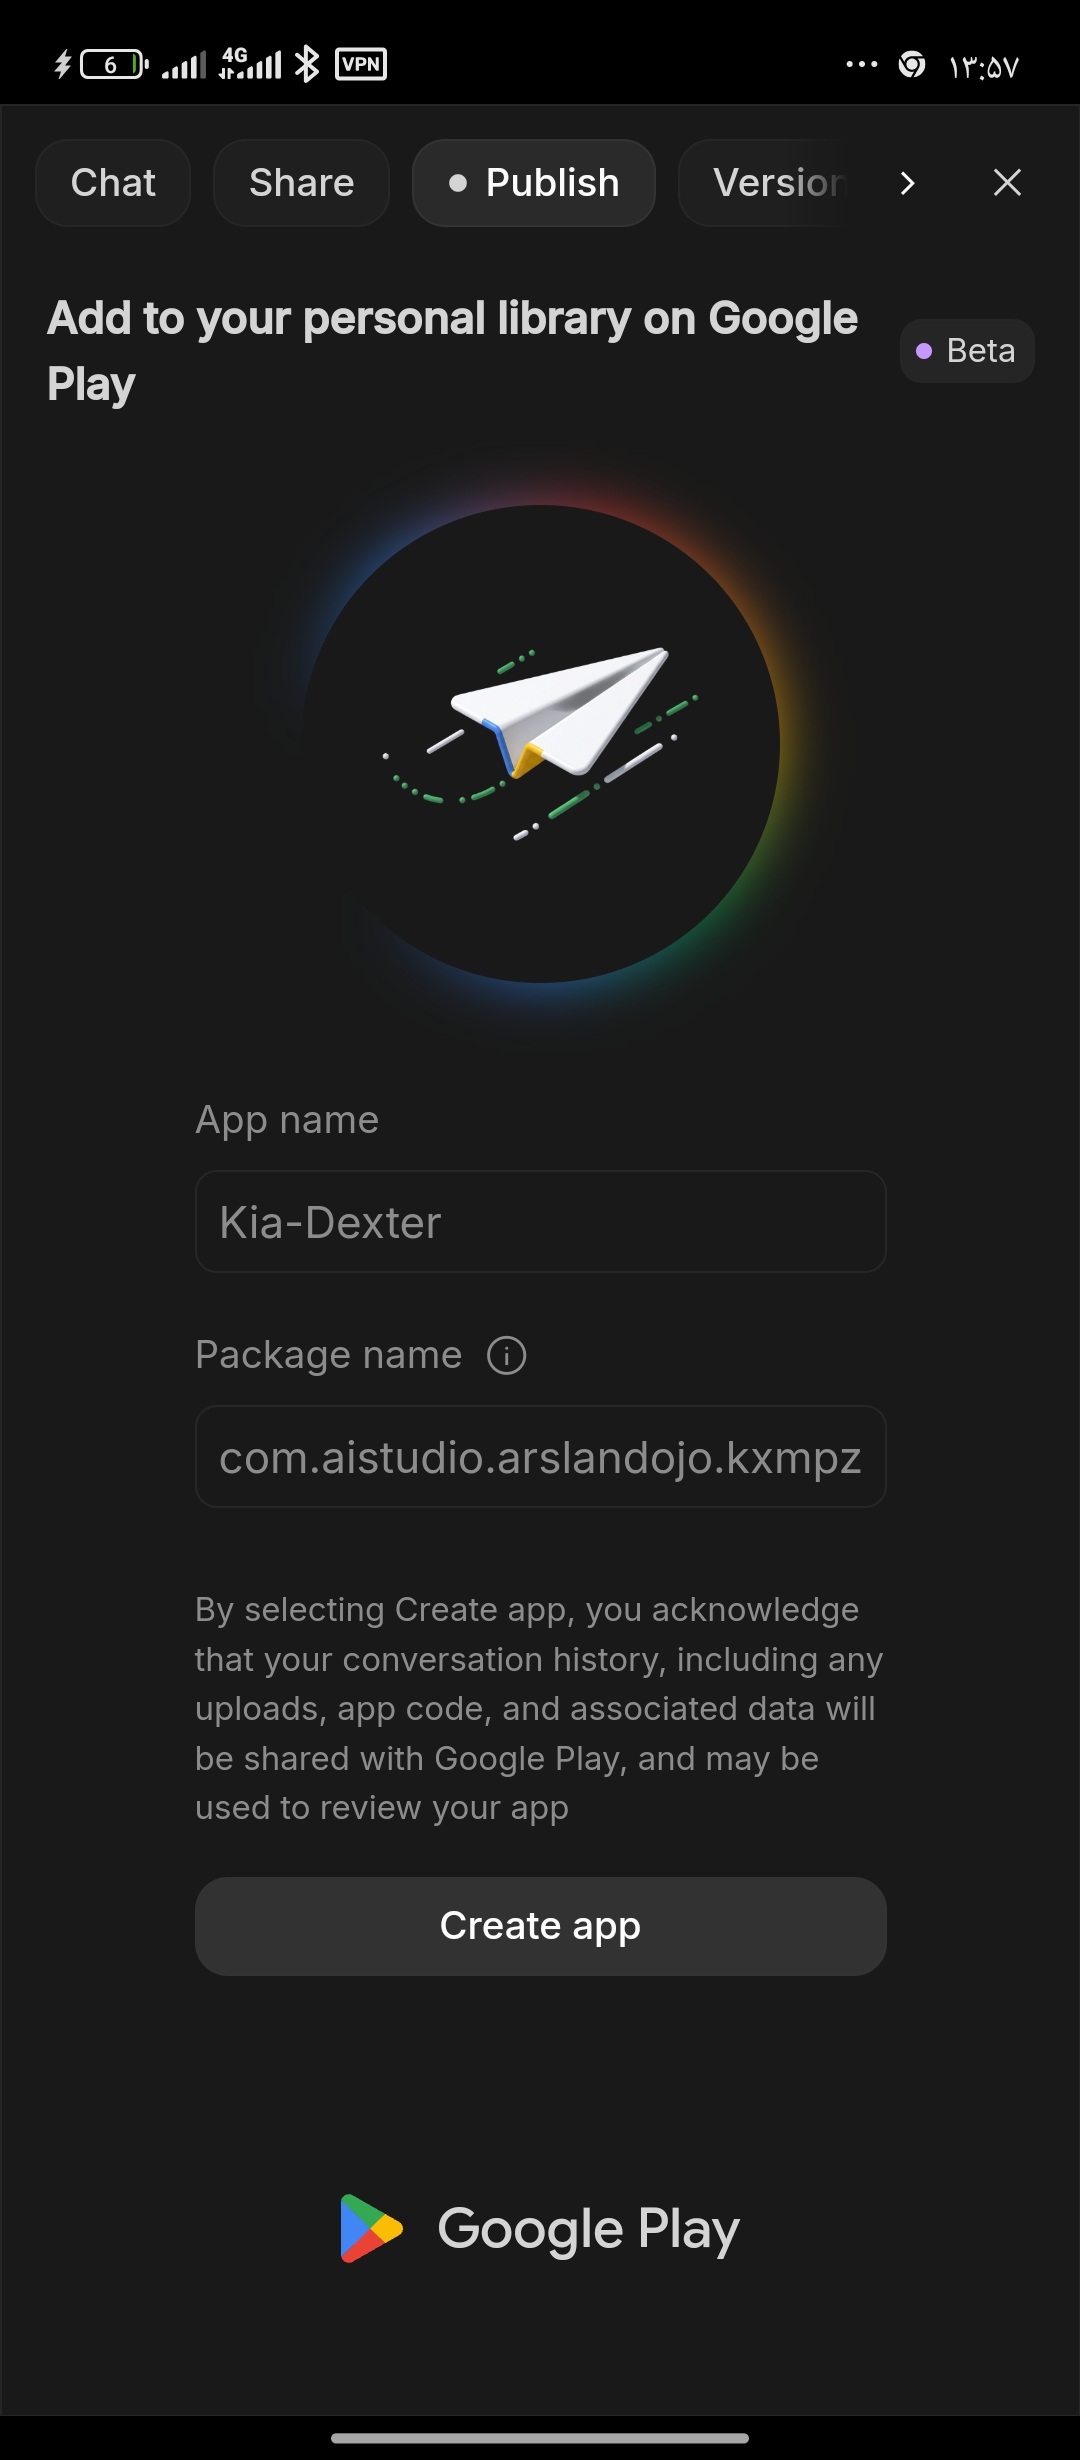 6 4G VPN ۱۳:۵۷
Chat Share Publish Version
Add to your personal library on Google
Play
Beta
App name
Kia-Dexter
Package name
com.aistudio.arslandojo.kxmpz
By selecting Create app, you acknowledge
that your conversation history, including any
uploads, app code, and associated data will
be shared with Google Play, and may be
used to review your app
Create app
Google Play